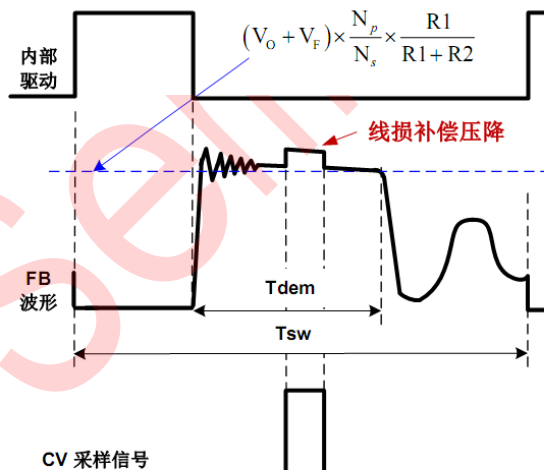 内部
驱动
(V_O + V_F) × N_p / N_s × R1 / (R1 + R2)
线损补偿压降
FB
波形
Tdem
Tsw
CV 采样信号